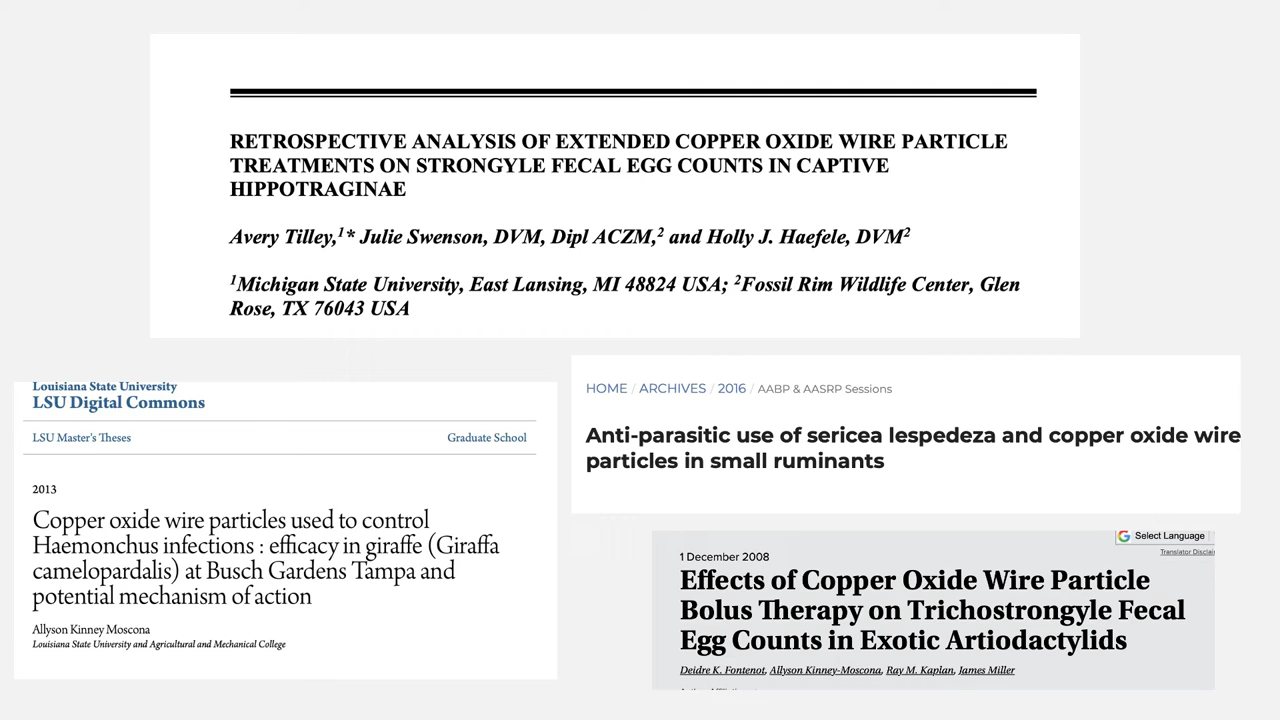 RETROSPECTIVE ANALYSIS OF EXTENDED COPPER OXIDE WIRE PARTICLE
TREATMENTS ON STRONGYLE FECAL EGG COUNTS IN CAPTIVE
HIPPOTRAGINAE
Avery Tilley,1* Julie Swenson, DVM, Dipl ACZM,2 and Holly J. Haefele, DVM2
1Michigan State University, East Lansing, MI 48824 USA; 2Fossil Rim Wildlife Center, Glen
Rose, TX 76043 USA
Louisiana State University
LSU Digital Commons
LSU Master's Theses Graduate School
2013
Copper oxide wire particles used to control
Haemonchus infections : efficacy in giraffe (Giraffa
camelopardalis) at Busch Gardens Tampa and
potential mechanism of action
Allyson Kinney Moscona
Louisiana State University and Agricultural and Mechanical College
HOME / ARCHIVES / 2016 / AABP & AASRP Sessions
Anti-parasitic use of sericea lespedeza and copper oxide wire
particles in small ruminants
Select Language
Translator
1 December 2008
Effects of Copper Oxide Wire Particle
Bolus Therapy on Trichostrongyle Fecal
Egg Counts in Exotic Artiodactylids
Deidre K. Fontenot, Allyson Kinney-Moscona, Ray M. Kaplan, James Miller